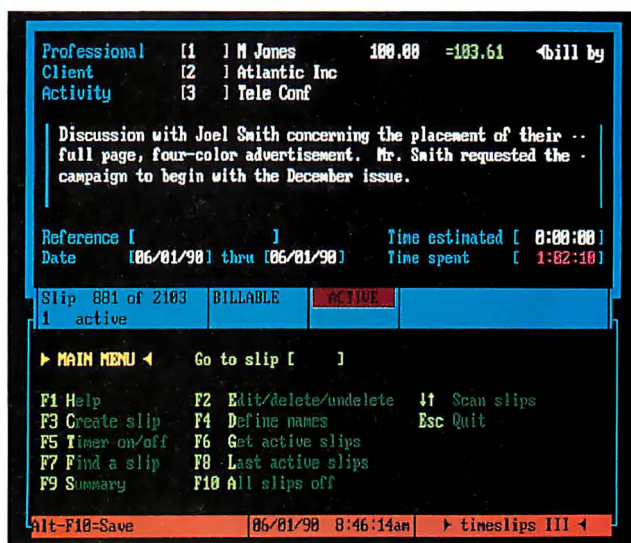 Professional [1 ] M Jones 100.00 =103.61 ◄bill by
Client [2 ] Atlantic Inc
Activity [3 ] Tele Conf
Discussion with Joel Smith concerning the placement of their --
full page, four-color advertisement. Mr. Smith requested the -
campaign to begin with the December issue.
Reference [ ] Time estimated [ 0:00:00]
Date [06/01/90] thru [06/01/90] Time spent [ 1:02:10]
Slip 881 of 2103 BILLABLE ACTIVE
1 active
► MAIN MENU ◄ Go to slip [ ]
F1 Help F2 Edit/delete/undelete ↓↑ Scan slips
F3 Create slip F4 Define names Esc Quit
F5 Timer on/off F6 Get active slips
F7 Find a slip F8 Last active slips
F9 Summary F10 All slips off
Alt-F10=Save 06/01/90 8:46:14am ► timeslips III ◄